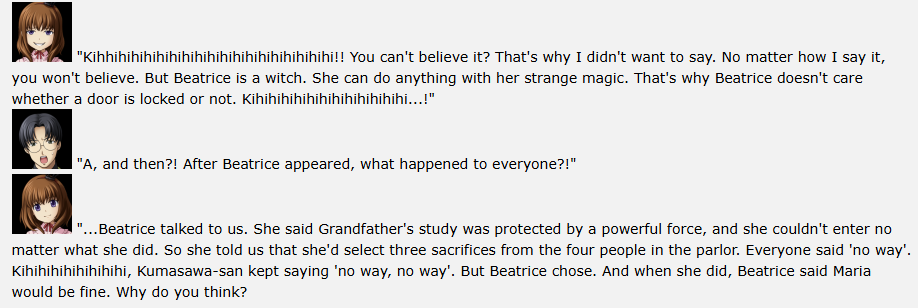 "Kihhihihihihihihihihihihihihihihihihihi!! You can't believe it? That's why I didn't want to say. No matter how I say it,
you won't believe. But Beatrice is a witch. She can do anything with her strange magic. That's why Beatrice doesn't care
whether a door is locked or not. Kihihihihihihihihihihihi...!"
"A, and then?! After Beatrice appeared, what happened to everyone?!"
"...Beatrice talked to us. She said Grandfather's study was protected by a powerful force, and she couldn't enter no
matter what she did. So she told us that she'd select three sacrifices from the four people in the parlor. Everyone said 'no way'.
Kihihihihihihihihi, Kumasawa-san kept saying 'no way, no way'. But Beatrice chose. And when she did, Beatrice said Maria
would be fine. Why do you think?